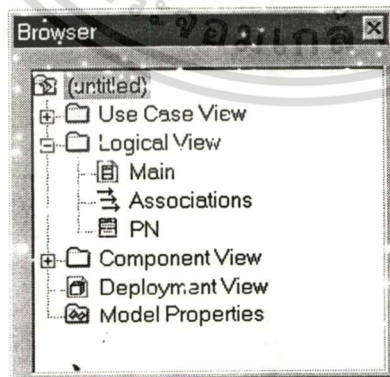 Browser
(untitled)
Use Case View
Logical View
Main
Associations
PN
Component View
Deployment View
Model Properties